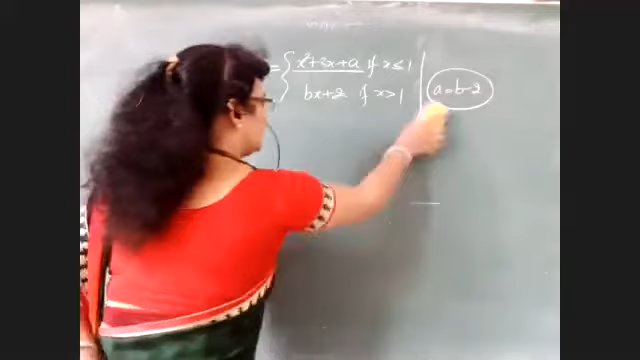 = { x²+3x+a if x ≤ 1
bx+2 if x>1
a = b-2